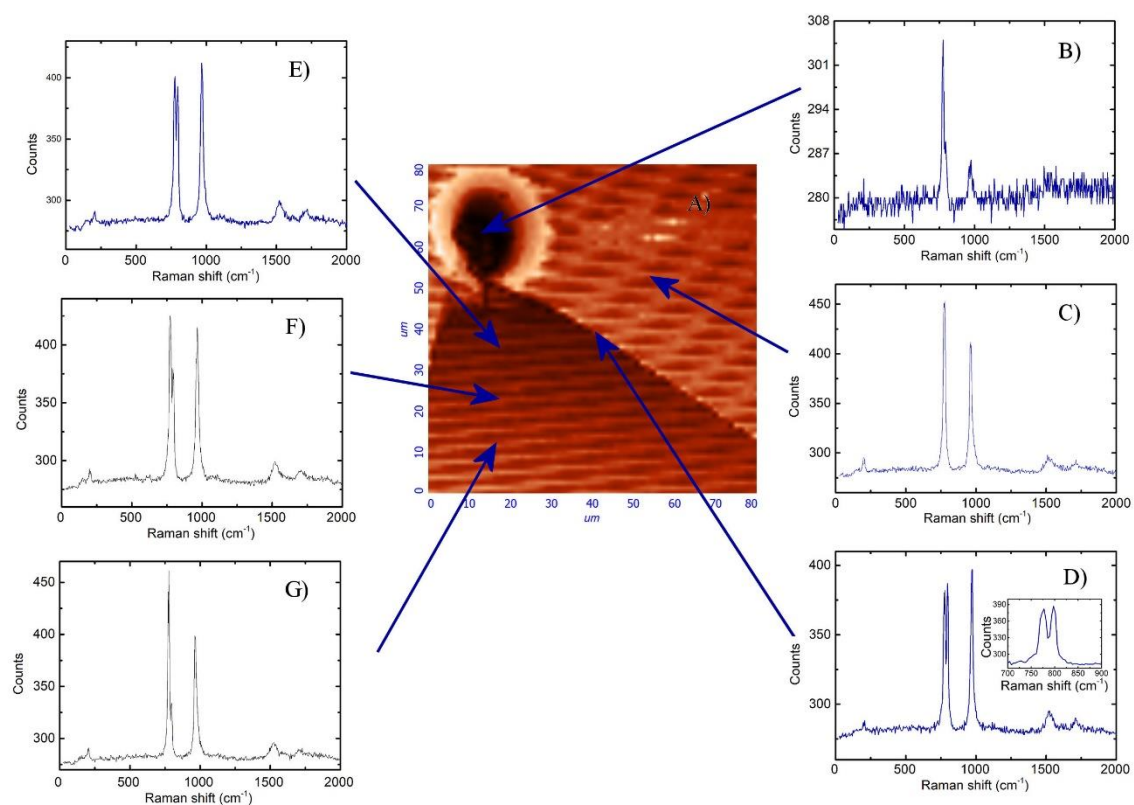 E)
400
350
300
Counts
0 500 1000 1500 2000
Raman shift (cm⁻¹)
F)
400
350
300
Counts
0 500 1000 1500 2000
Raman shift (cm⁻¹)
G)
450
400
350
300
Counts
0 500 1000 1500 2000
Raman shift (cm⁻¹)
A)
80
70
60
50
40
30
20
10
0
um
0 10 20 30 40 50 60 70 80
um
B)
308
301
294
287
280
Counts
0 500 1000 1500 2000
Raman shift (cm⁻¹)
C)
450
400
350
300
Counts
0 500 1000 1500 2000
Raman shift (cm⁻¹)
D)
400
350
300
Counts
0 500 1000 1500 2000
Raman shift (cm⁻¹)
390
360
330
300
Counts
700 750 800 850 900
Raman shift (cm⁻¹)